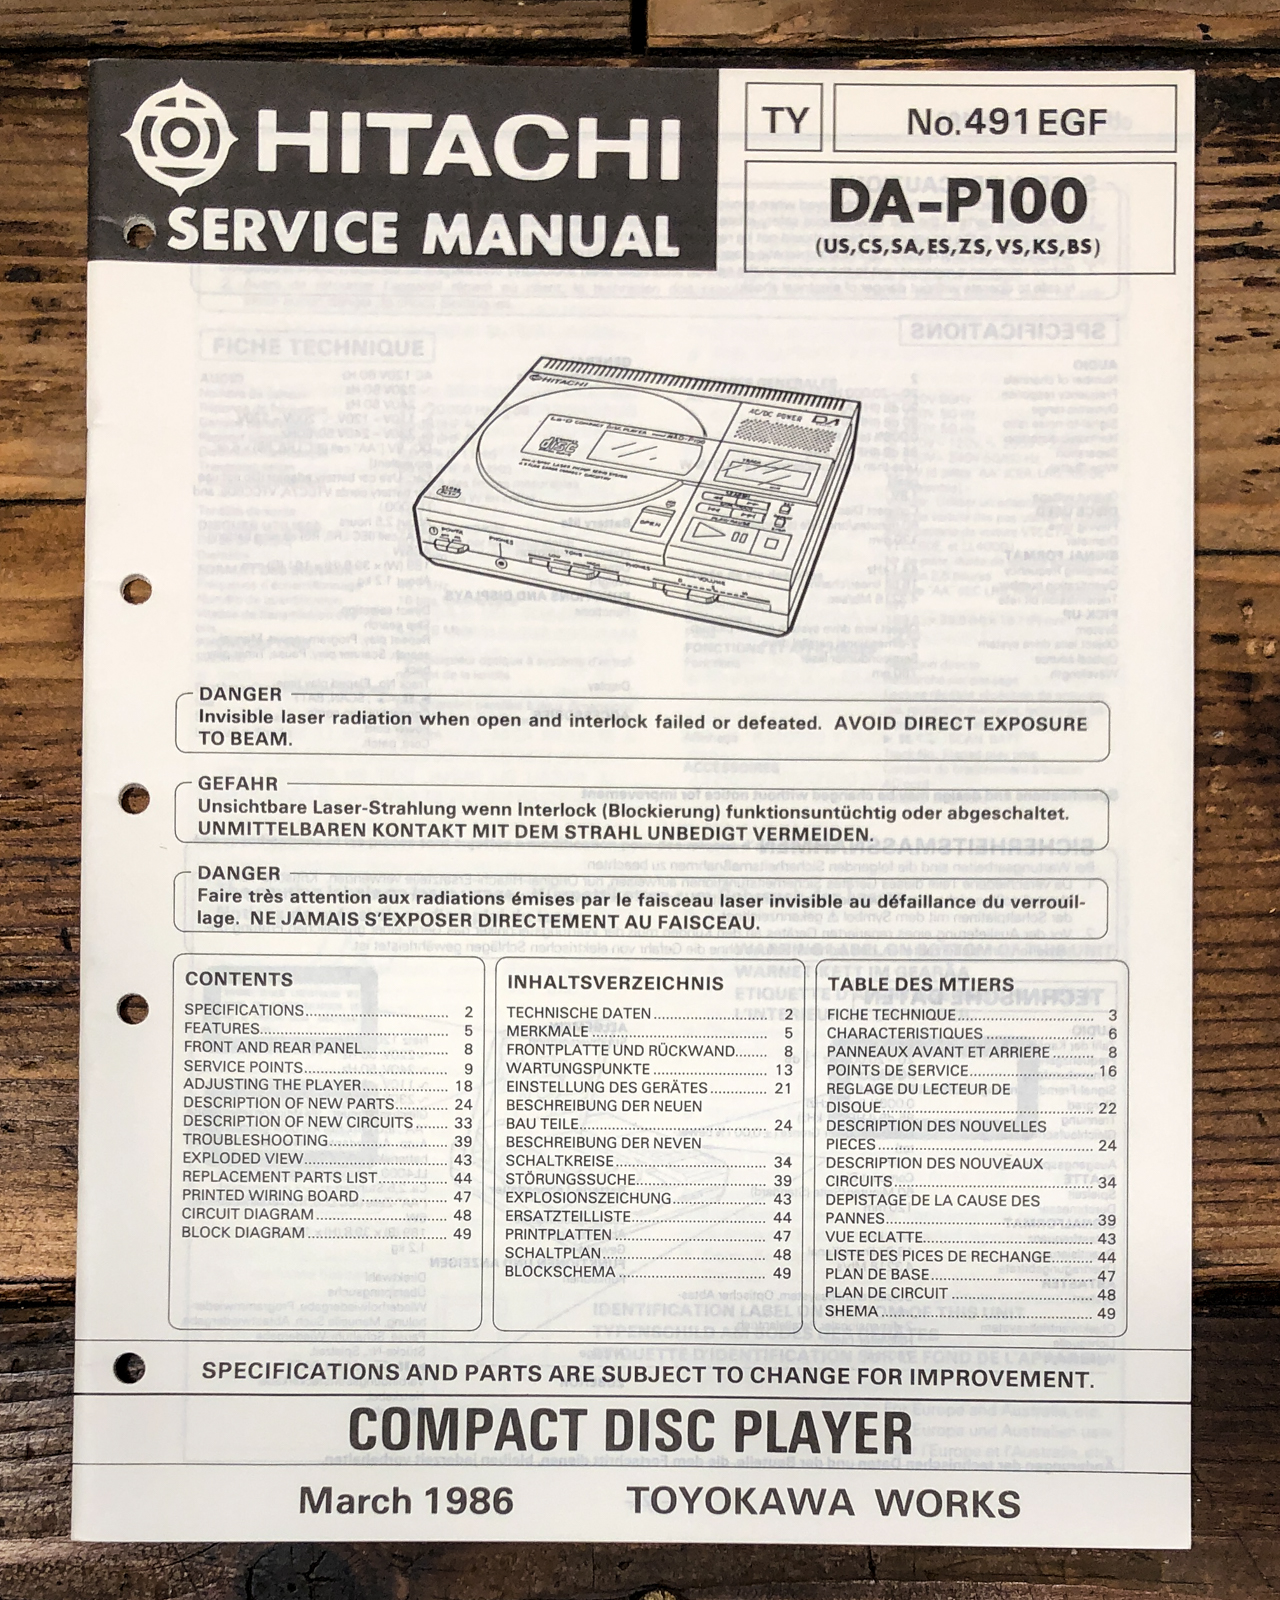 HITACHI
SERVICE MANUAL
TY
No.491EGF
DA-P100
(US,CS,SA,ES,ZS,VS,KS,BS)
HITACHI
AC/DC POWER DA
disc
OPEN
POWER
PHONES
TONE
VOLUME
DANGER
Invisible laser radiation when open and interlock failed or defeated. AVOID DIRECT EXPOSURE
TO BEAM.
GEFAHR
Unsichtbare Laser-Strahlung wenn Interlock (Blockierung) funktionsuntüchtig oder abgeschaltet.
UNMITTELBAREN KONTAKT MIT DEM STRAHL UNBEDIGT VERMEIDEN.
DANGER
Faire très attention aux radiations émises par le faisceau laser invisible au défaillance du verrouil-
lage. NE JAMAIS S'EXPOSER DIRECTEMENT AU FAISCEAU.
CONTENTS
SPECIFICATIONS 2
FEATURES 5
FRONT AND REAR PANEL 8
SERVICE POINTS 9
ADJUSTING THE PLAYER 18
DESCRIPTION OF NEW PARTS 24
DESCRIPTION OF NEW CIRCUITS 33
TROUBLESHOOTING 39
EXPLODED VIEW 43
REPLACEMENT PARTS LIST 44
PRINTED WIRING BOARD 47
CIRCUIT DIAGRAM 48
BLOCK DIAGRAM 49
INHALTSVERZEICHNIS
TECHNISCHE DATEN 2
MERKMALE 5
FRONTPLATTE UND RÜCKWAND 8
WARTUNGSPUNKTE 13
EINSTELLUNG DES GERÄTES 21
BESCHREIBUNG DER NEUEN
BAU TEILE 24
BESCHREIBUNG DER NEVEN
SCHALTKREISE 34
STÖRUNGSSUCHE 39
EXPLOSIONSZEICHUNG 43
ERSATZTEILLISTE 44
PRINTPLATTEN 47
SCHALTPLAN 48
BLOCKSCHEMA 49
TABLE DES MTIERS
FICHE TECHNIQUE 3
CHARACTERISTIQUES 6
PANNEAUX AVANT ET ARRIERE 8
POINTS DE SERVICE 16
REGLAGE DU LECTEUR DE
DISQUE 22
DESCRIPTION DES NOUVELLES
PIECES 24
DESCRIPTION DES NOUVEAUX
CIRCUITS 34
DEPISTAGE DE LA CAUSE DES
PANNES 39
VUE ECLATTE 43
LISTE DES PICES DE RECHANGE 44
PLAN DE BASE 47
PLAN DE CIRCUIT 48
SHEMA 49
SPECIFICATIONS AND PARTS ARE SUBJECT TO CHANGE FOR IMPROVEMENT.
COMPACT DISC PLAYER
March 1986 TOYOKAWA WORKS